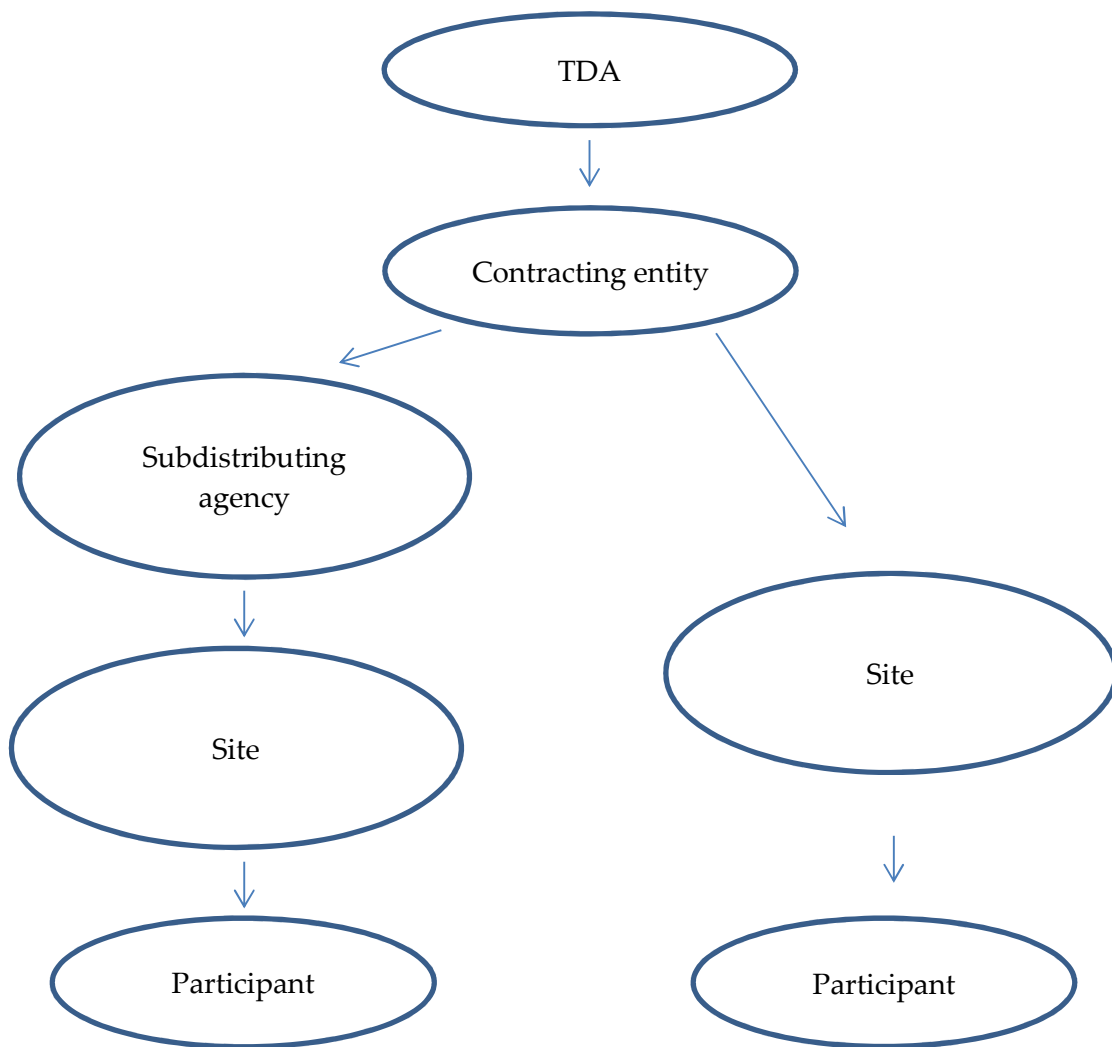 TDA
Contracting entity
Subdistributing
agency
Site
Site
Participant
Participant